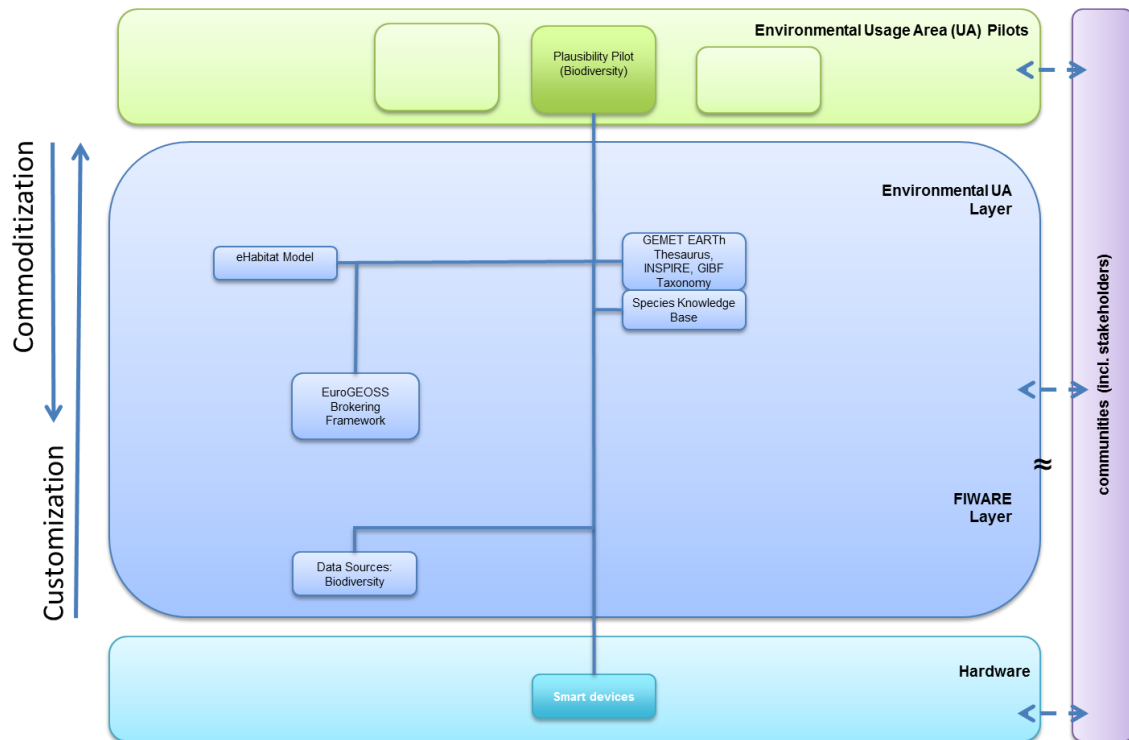 Environmental Usage Area (UA) Pilots
Plausibility Pilot
(Biodiversity)
Commoditization
Customization
Environmental UA
Layer
eHabitat Model
GEMET EARTh
Thesaurus,
INSPIRE, GIBF
Taxonomy
Species Knowledge
Base
EuroGEOSS
Brokering
Framework
≈
FIWARE
Layer
Data Sources:
Biodiversity
Hardware
Smart devices
communities (incl. stakeholders)